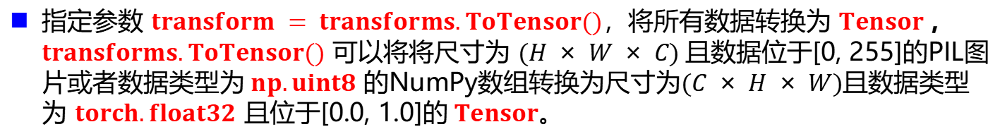 ■ 指定参数 transform = transforms.ToTensor()，将所有数据转换为 Tensor，
transforms.ToTensor() 可以将将尺寸为 (H × W × C) 且数据位于[0, 255]的PIL图
片或者数据类型为 np.uint8 的NumPy数组转换为尺寸为(C × H × W)且数据类型
为 torch.float32 且位于[0.0, 1.0]的 Tensor。